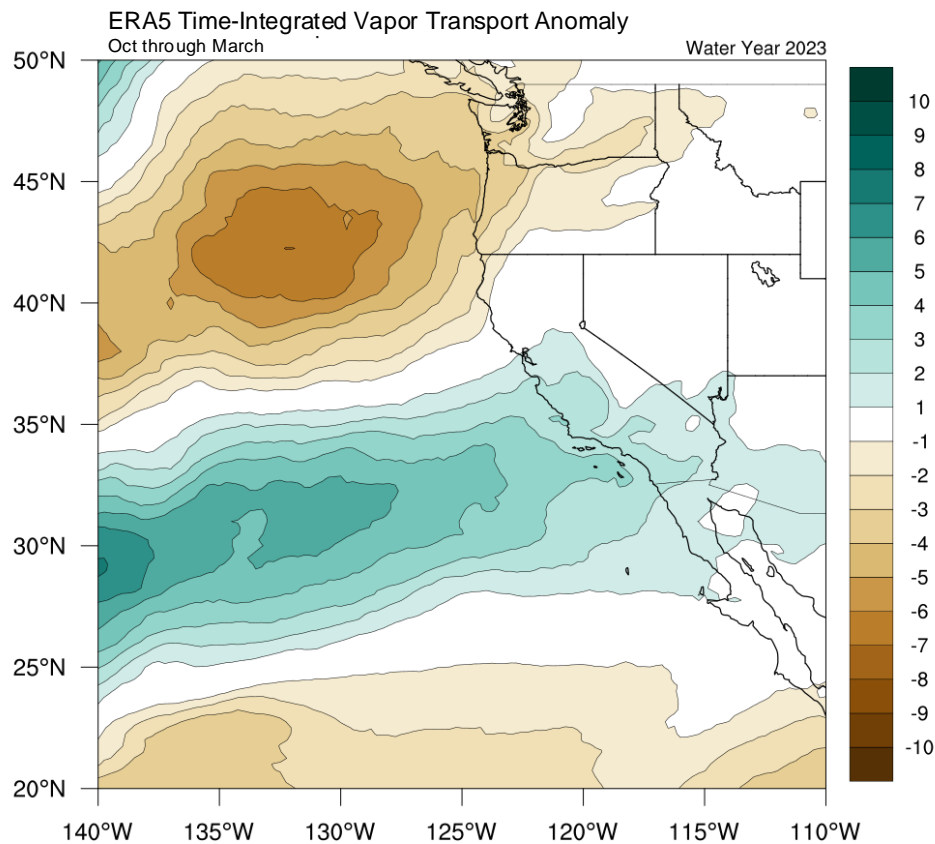 ERA5 Time-Integrated Vapor Transport Anomaly
Oct through March
Water Year 2023
50°N
45°N
40°N
35°N
30°N
25°N
20°N
140°W
135°W
130°W
125°W
120°W
115°W
110°W
10
9
8
7
6
5
4
3
2
1
-1
-2
-3
-4
-5
-6
-7
-8
-9
-10